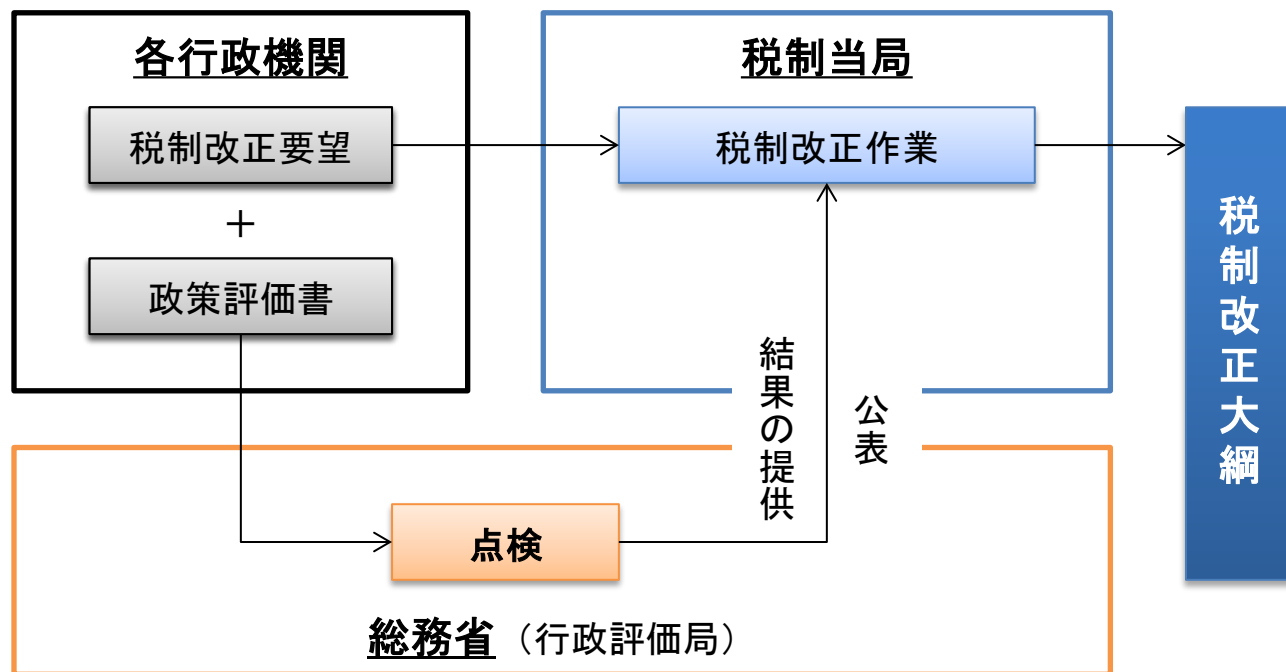 各行政機関
税制改正要望
＋
政策評価書
税制当局
税制改正作業
結果の提供
公表
点検
総務省（行政評価局）
税制改正大綱